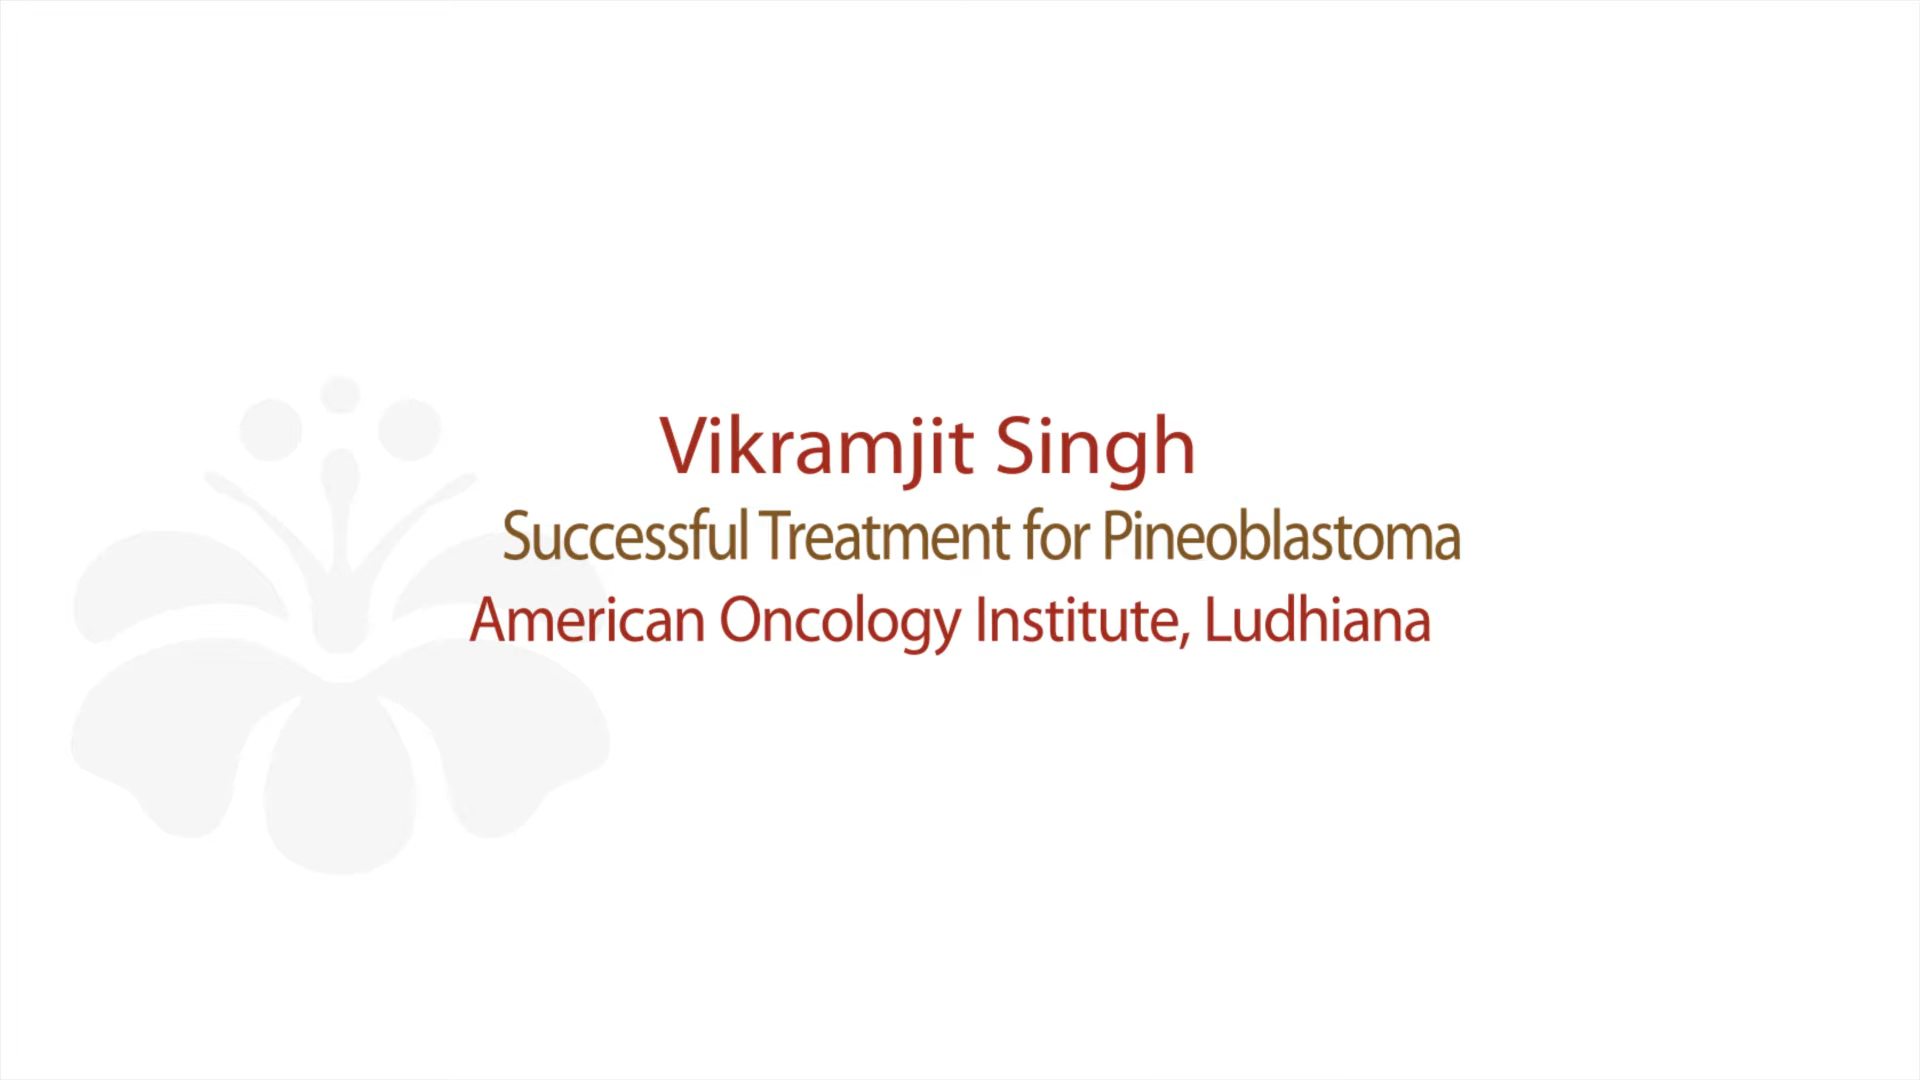 Vikramjit Singh
Successful Treatment for Pineoblastoma
American Oncology Institute, Ludhiana